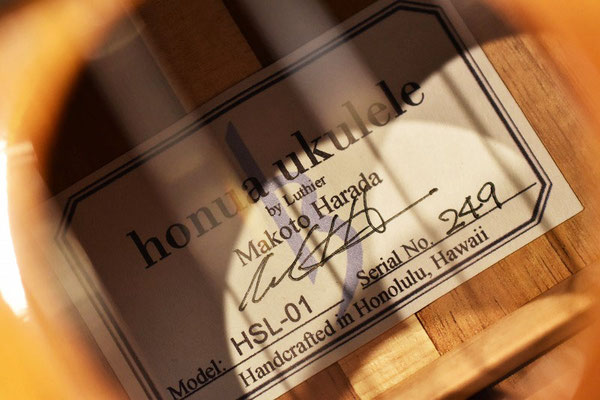 honua ukulele
by Luthier
Makoto Harada
Model: HSL-01 Serial No. 249
Handcrafted in Honolulu, Hawaii